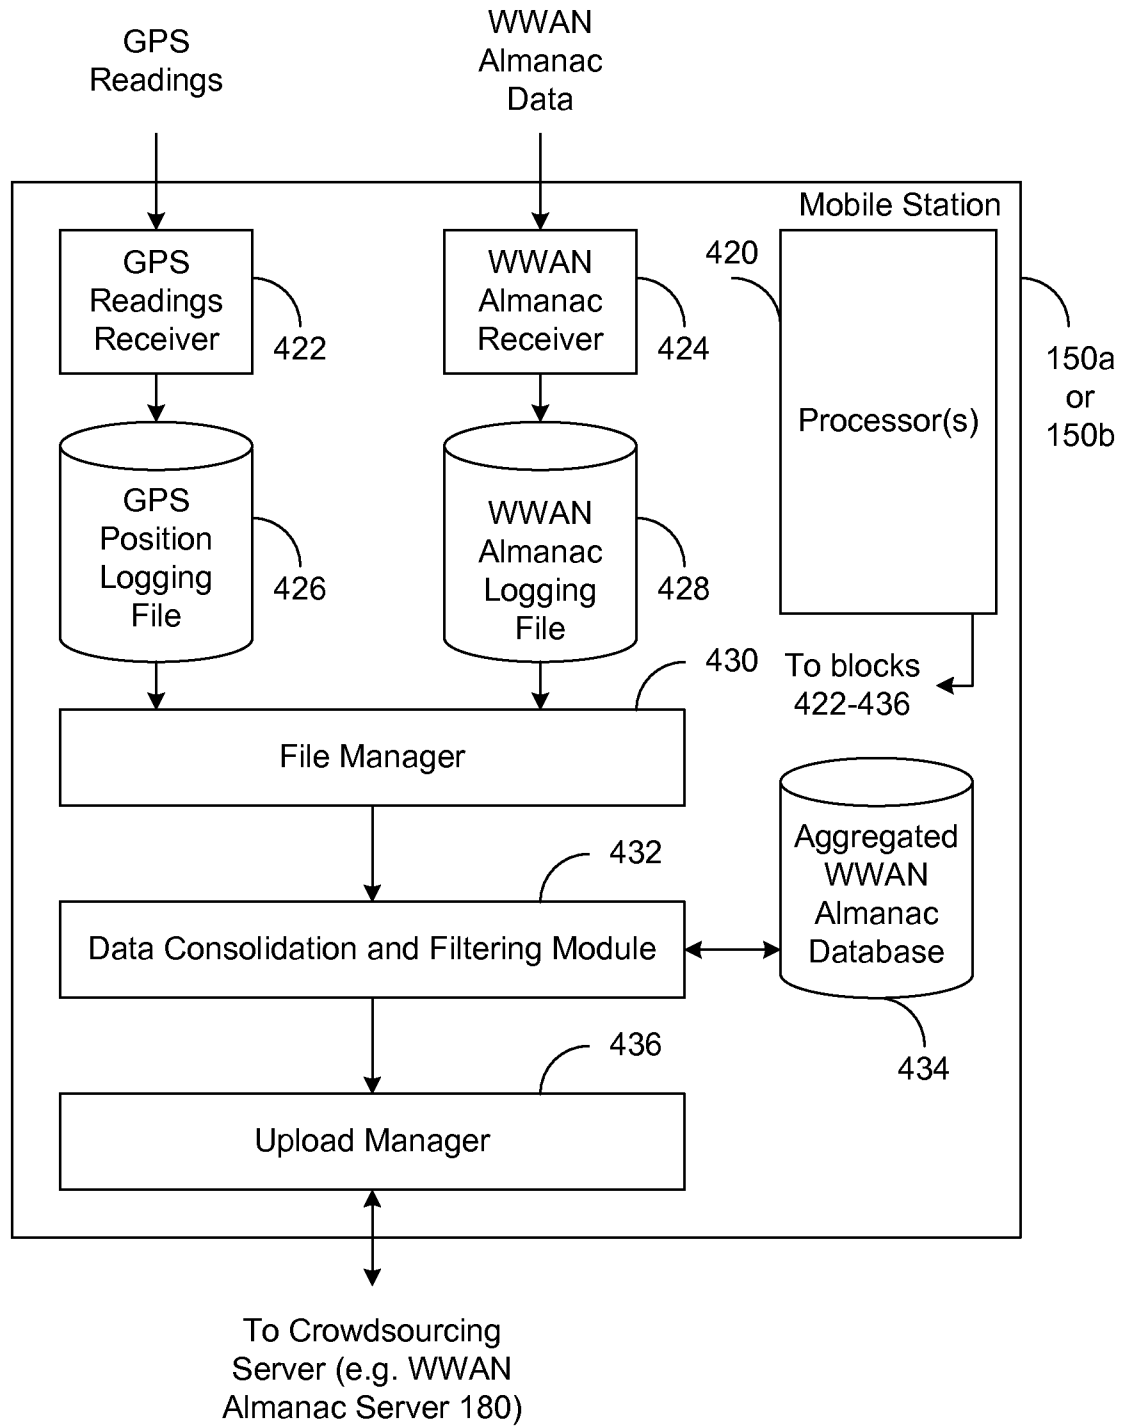 GPS
Readings
WWAN
Almanac
Data
Mobile Station
GPS
Readings
Receiver
422
WWAN
Almanac
Receiver
424
420
Processor(s)
150a
or
150b
GPS
Position
Logging
File
426
WWAN
Almanac
Logging
File
428
To blocks
422-436
430
File Manager
432
Data Consolidation and Filtering Module
Aggregated
WWAN
Almanac
Database
434
436
Upload Manager
To Crowdsourcing
Server (e.g. WWAN
Almanac Server 180)